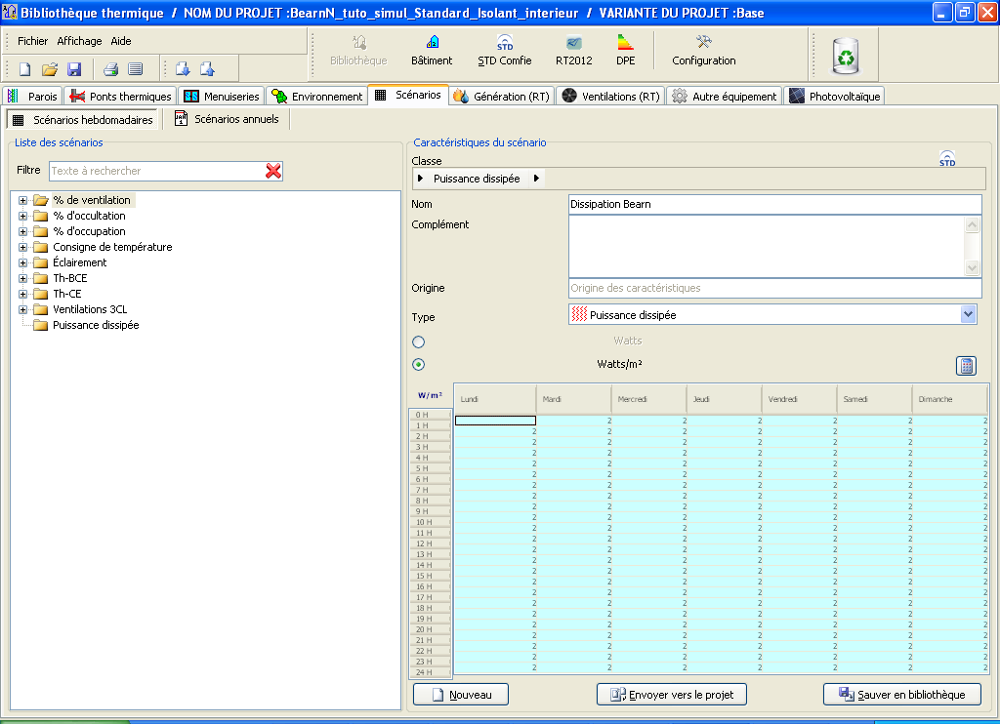 Bibliothèque thermique / NOM DU PROJET :BearnN_tuto_simul_Standard_Isolant_interieur / VARIANTE DU PROJET :Base
Fichier Affichage Aide
STD
Bibliothèque Bâtiment STD Comfie RT2012 DPE Configuration
Parois Ponts thermiques Menuiseries Environnement Scénarios Génération (RT) Ventilations (RT) Autre équipement Photovoltaïque
Scénarios hebdomadaires Scénarios annuels
Liste des scénarios
Filtre Texte à rechercher
% de ventilation
% d'occultation
% d'occupation
Consigne de température
Éclairement
Th-BCE
Th-CE
Ventilations 3CL
Puissance dissipée
Caractéristiques du scénario
Classe
STD
Puissance dissipée
Nom Dissipation Bearn
Complément
Origine Origine des caractéristiques
Type Puissance dissipée
Watts
Watts/m²
W/m² Lundi Mardi Mercredi Jeudi Vendredi Samedi Dimanche
0 H 2 2 2 2 2 2
1 H 2 2 2 2 2 2 2
2 H 2 2 2 2 2 2 2
3 H 2 2 2 2 2 2 2
4 H 2 2 2 2 2 2 2
5 H 2 2 2 2 2 2 2
6 H 2 2 2 2 2 2 2
7 H 2 2 2 2 2 2 2
8 H 2 2 2 2 2 2 2
9 H 2 2 2 2 2 2 2
10 H 2 2 2 2 2 2 2
11 H 2 2 2 2 2 2 2
12 H 2 2 2 2 2 2 2
13 H 2 2 2 2 2 2 2
14 H 2 2 2 2 2 2 2
15 H 2 2 2 2 2 2 2
16 H 2 2 2 2 2 2 2
17 H 2 2 2 2 2 2 2
18 H 2 2 2 2 2 2 2
19 H 2 2 2 2 2 2 2
20 H 2 2 2 2 2 2 2
21 H 2 2 2 2 2 2 2
22 H 2 2 2 2 2 2 2
23 H 2 2 2 2 2 2 2
24 H
Nouveau Envoyer vers le projet Sauver en bibliothèque